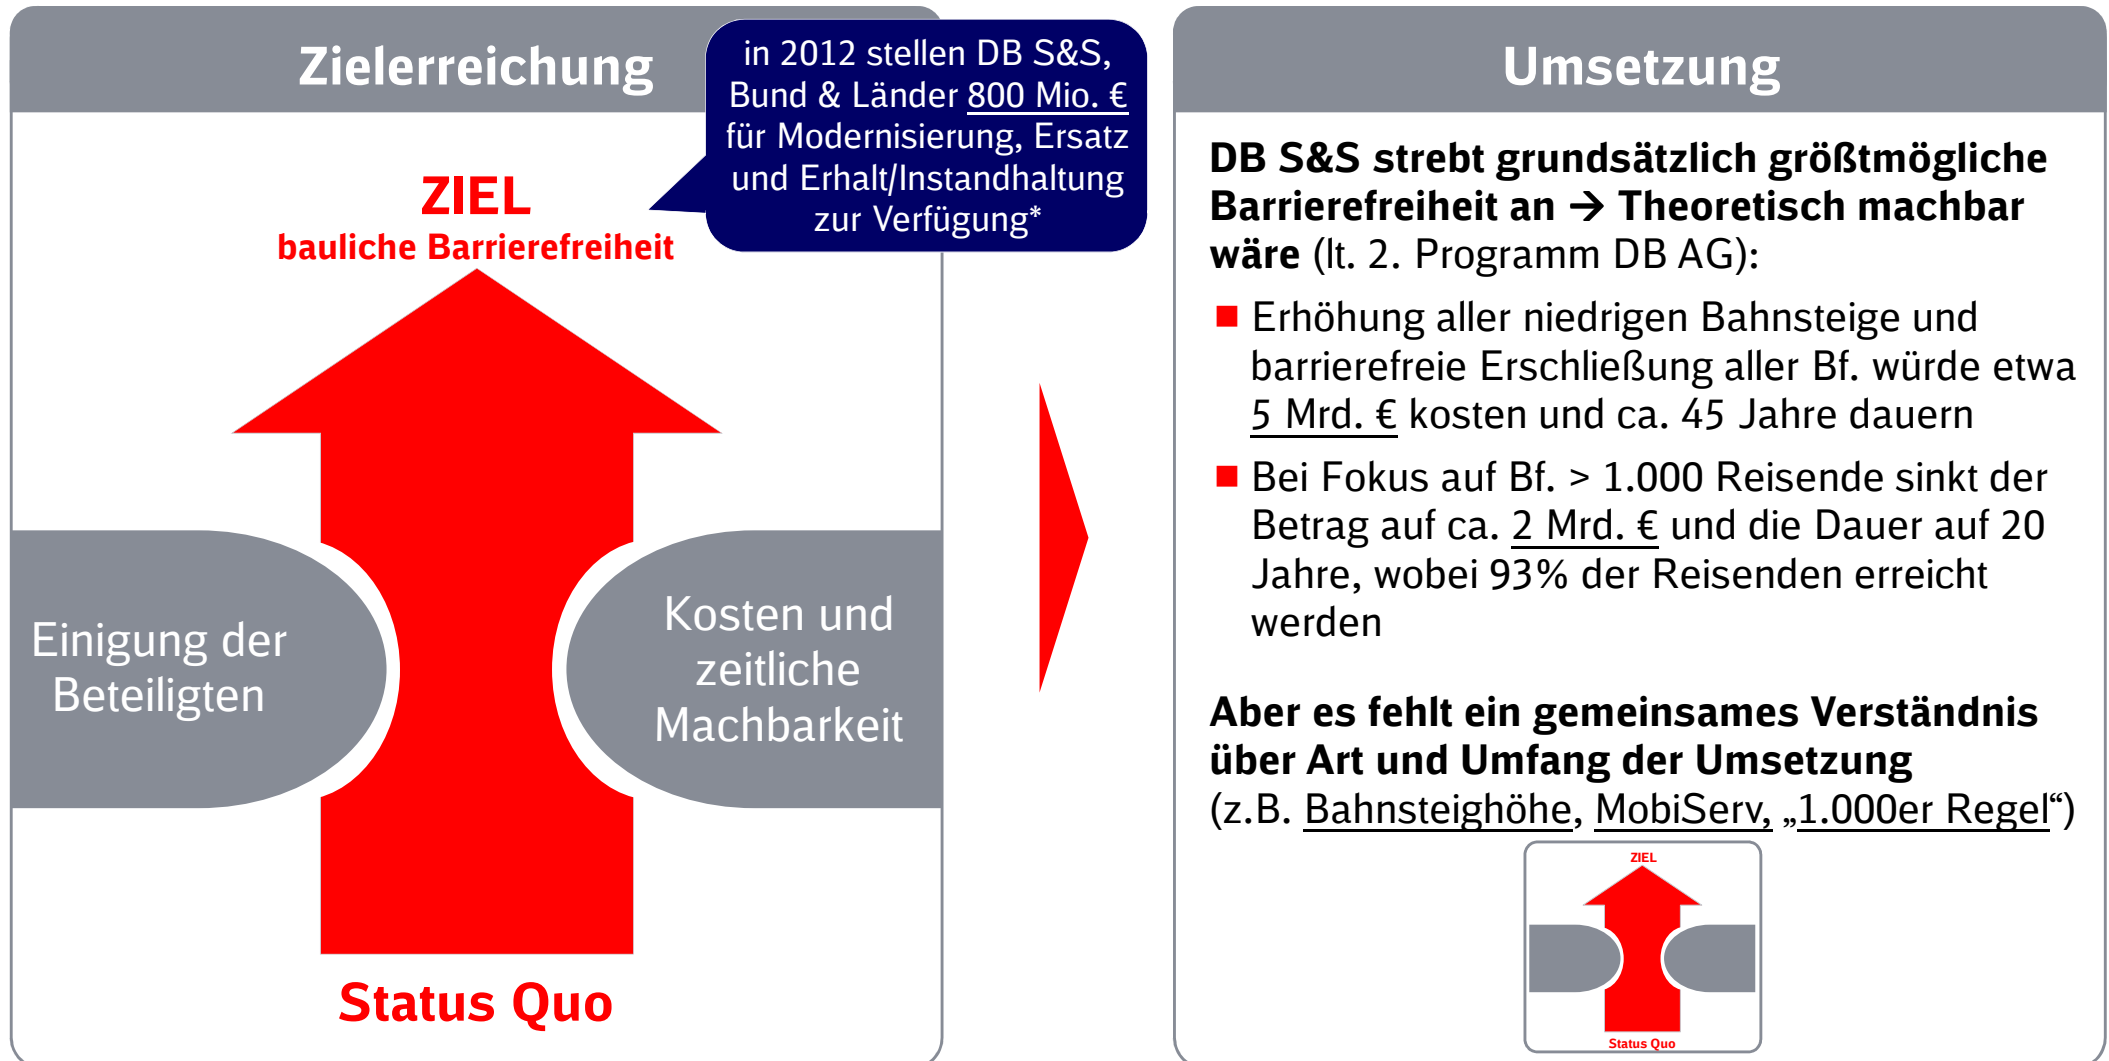 Zielerreichung
in 2012 stellen DB S&S,
Bund & Länder 800 Mio. €
für Modernisierung, Ersatz
und Erhalt/Instandhaltung
zur Verfügung*
ZIEL
bauliche Barrierefreiheit
Einigung der
Beteiligten
Kosten und
zeitliche
Machbarkeit
Status Quo
Umsetzung
DB S&S strebt grundsätzlich größtmögliche
Barrierefreiheit an → Theoretisch machbar
wäre (lt. 2. Programm DB AG):
■ Erhöhung aller niedrigen Bahnsteige und
barrierefreie Erschließung aller Bf. würde etwa
5 Mrd. € kosten und ca. 45 Jahre dauern
■ Bei Fokus auf Bf. > 1.000 Reisende sinkt der
Betrag auf ca. 2 Mrd. € und die Dauer auf 20
Jahre, wobei 93% der Reisenden erreicht
werden
Aber es fehlt ein gemeinsames Verständnis
über Art und Umfang der Umsetzung
(z.B. Bahnsteighöhe, MobiServ, „1.000er Regel“)
ZIEL
Status Quo